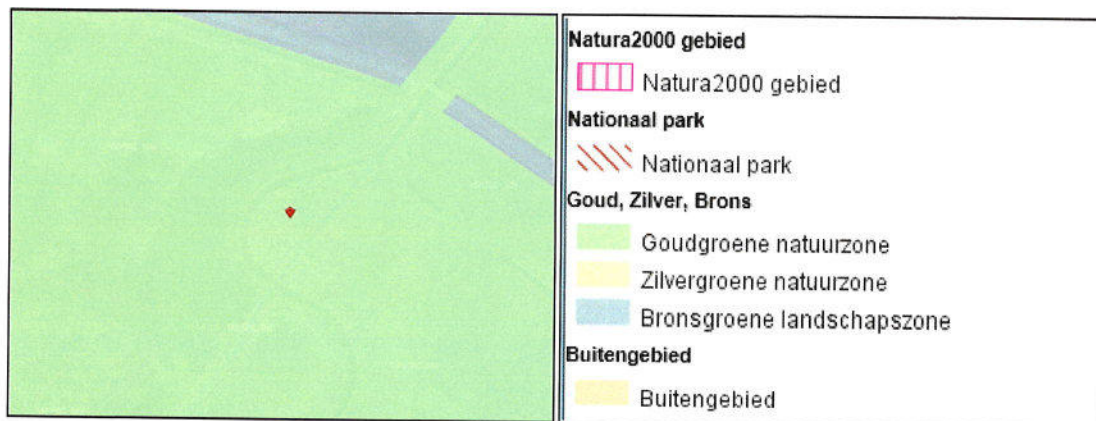 Natura2000 gebied
Natura2000 gebied
Nationaal park
Nationaal park
Goud, Zilver, Brons
Goudgroene natuurzone
Zilvergroene natuurzone
Bronsgroene landschapszone
Buitengebied
Buitengebied